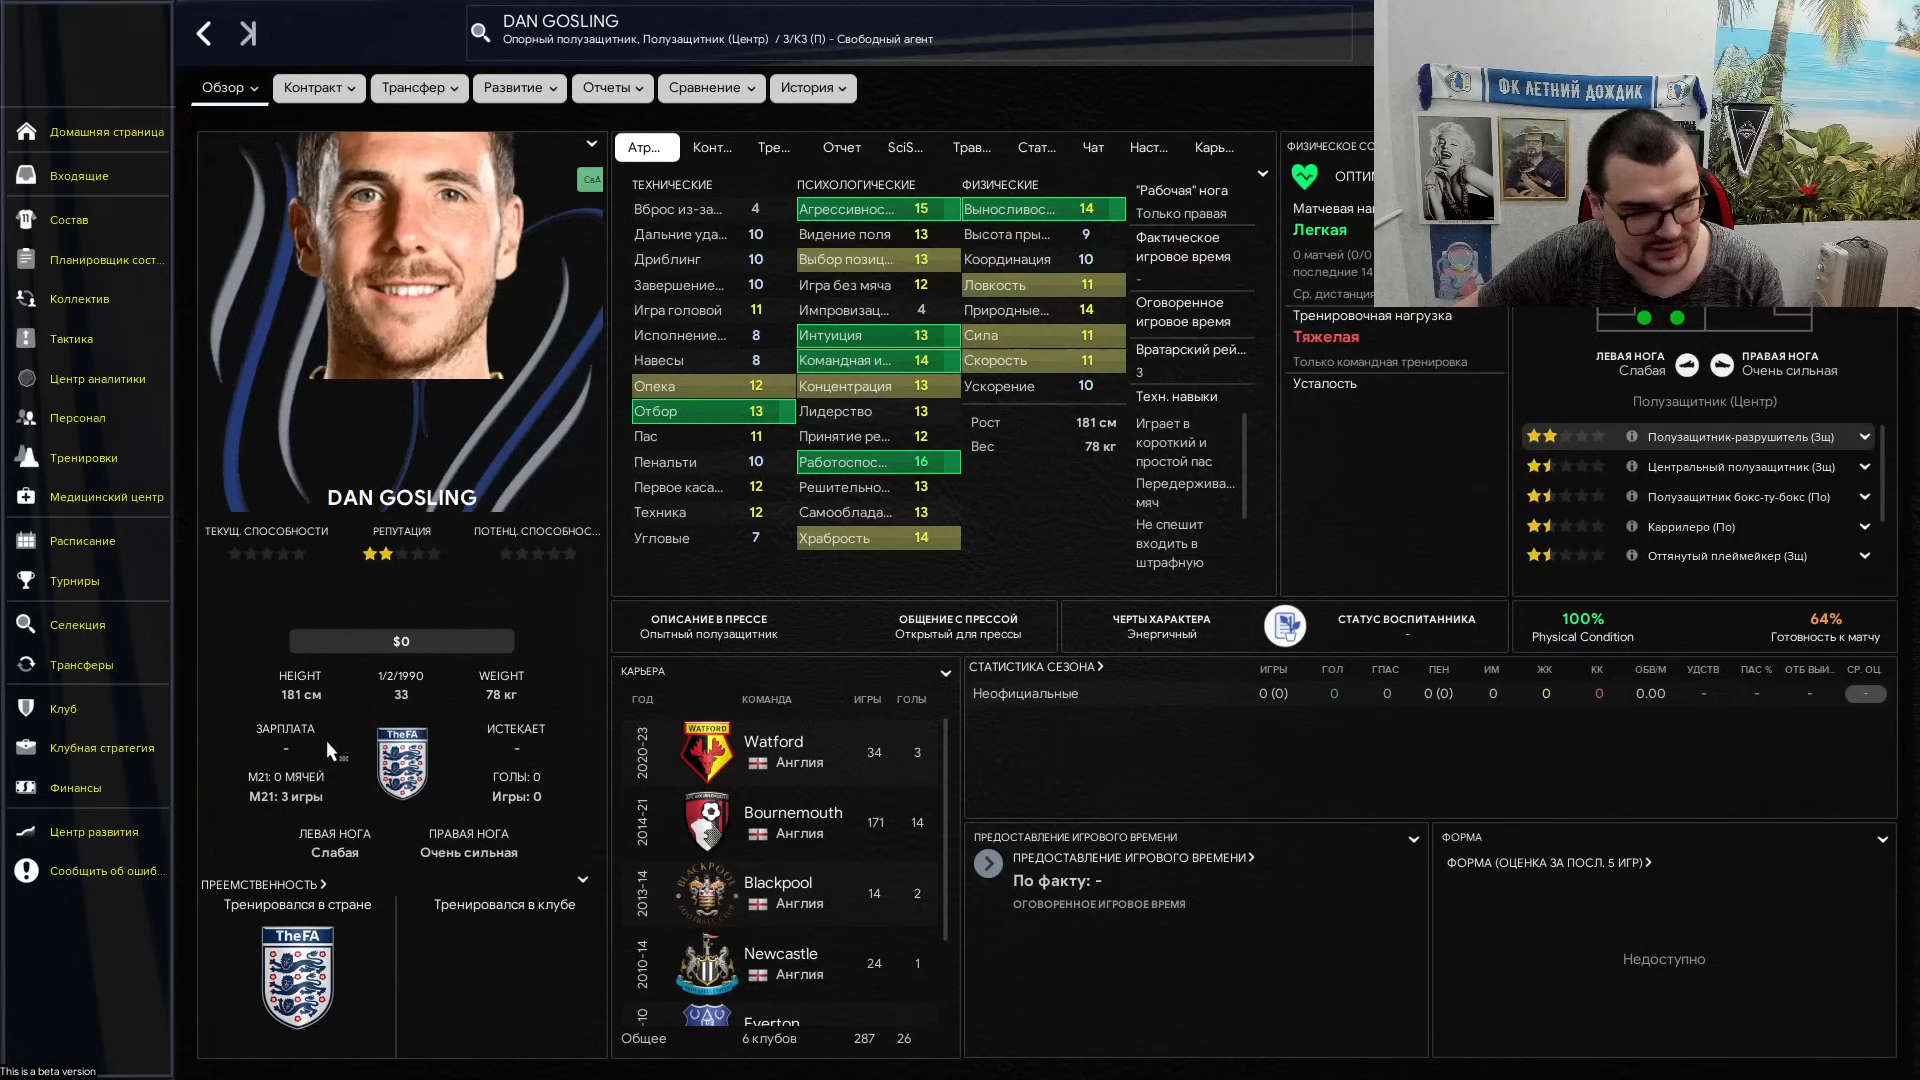 DAN GOSLING
Опорный полузащитник, Полузащитник (Центр) / З/КЗ (П) - Свободный агент
Обзор
Контракт
Трансфер
Развитие
Отчеты
Сравнение
История
Домашняя страница
Входящие
Состав
Планировщик сост...
Коллектив
Тактика
Центр аналитики
Персонал
Тренировки
Медицинский центр
Расписание
Турниры
Селекция
Трансферы
Клуб
Клубная стратегия
Финансы
Центр развития
Сообщить об ошиб...
This is a beta version
СвА
DAN GOSLING
ТЕКУЩ. СПОСОБНОСТИ
РЕПУТАЦИЯ
ПОТЕНЦ. СПОСОБНОС...
$0
HEIGHT 1/2/1990 WEIGHT
181 см 33 78 кг
ЗАРПЛАТА
-
ИСТЕКАЕТ
-
TheFA
М21: 0 МЯЧЕЙ
М21: 3 игры
ГОЛЫ: 0
Игры: 0
ЛЕВАЯ НОГА ПРАВАЯ НОГА
Слабая Очень сильная
ПРЕЕМСТВЕННОСТЬ
Тренировался в стране
Тренировался в клубе
TheFA
Атр... Конт... Тре... Отчет SciS... Трав... Стат... Чат Наст... Карь...
ТЕХНИЧЕСКИЕ
Вброс из-за... 4
Дальние уда... 10
Дриблинг 10
Завершение... 10
Игра головой 11
Исполнение... 8
Навесы 8
Опека 12
Отбор 13
Пас 11
Пенальти 10
Первое каса... 12
Техника 12
Угловые 7
ПСИХОЛОГИЧЕСКИЕ
Агрессивнос... 15
Видение поля 13
Выбор позиц... 13
Игра без мяча 12
Импровизац... 4
Интуиция 13
Командная и... 14
Концентрация 13
Лидерство 13
Принятие ре... 12
Работоспос... 16
Решительно... 13
Самооблада... 13
Храбрость 14
ФИЗИЧЕСКИЕ
Выносливос... 14
Высота пры... 9
Координация 10
Ловкость 11
Природные... 14
Сила 11
Скорость 11
Ускорение 10
Рост 181 см
Вес 78 кг
"Рабочая" нога
Только правая
Фактическое
игровое время
-
Оговоренное
игровое время
Вратарский рей...
3
Техн. навыки
Играет в
короткий и
простой пас
Передержива...
мяч
Не спешит
входить в
штрафную
ФИЗИЧЕСКОЕ СО
ОПТИ
Матчевая на
Легкая
0 матчей (0/0
последние 14
Ср. дистанция
Тренировочная нагрузка
Тяжелая
Только командная тренировка
Усталость
ФК ЛЕТНИЙ ДОЖДИК
ЛЕВАЯ НОГА
Слабая
ПРАВАЯ НОГА
Очень сильная
Полузащитник (Центр)
Полузащитник-разрушитель (Зщ)
Центральный полузащитник (Зщ)
Полузащитник бокс-ту-бокс (По)
Каррилеро (По)
Оттянутый плеймейкер (Зщ)
ОПИСАНИЕ В ПРЕССЕ
Опытный полузащитник
ОБЩЕНИЕ С ПРЕССОЙ
Открытый для прессы
ЧЕРТЫ ХАРАКТЕРА
Энергичный
СТАТУС ВОСПИТАННИКА
-
100%
Physical Condition
64%
Готовность к матчу
КАРЬЕРА
ГОД КОМАНДА ИГРЫ ГОЛЫ
2020-23 WATFORD Watford 34 3
Англия
2014-21 Bournemouth 171 14
Англия
2013-14 BLACKPOOL Blackpool 14 2
Англия
2010-14 Newcastle 24 1
Англия
-10 Everton
Общее 6 клубов 287 26
СТАТИСТИКА СЕЗОНА ИГРЫ ГОЛ ГПАС ПЕН ИМ ЖК КК ОБВ/М УДСТВ ПАС % ОТБ ВЫИ... СР. ОЦ.
Неофициальные 0 (0) 0 0 0 (0) 0 0 0 0.00 - - - -
ПРЕДОСТАВЛЕНИЕ ИГРОВОГО ВРЕМЕНИ
ПРЕДОСТАВЛЕНИЕ ИГРОВОГО ВРЕМЕНИ
По факту: -
ОГОВОРЕННОЕ ИГРОВОЕ ВРЕМЯ
ФОРМА
ФОРМА (ОЦЕНКА ЗА ПОСЛ. 5 ИГР)
Недоступно